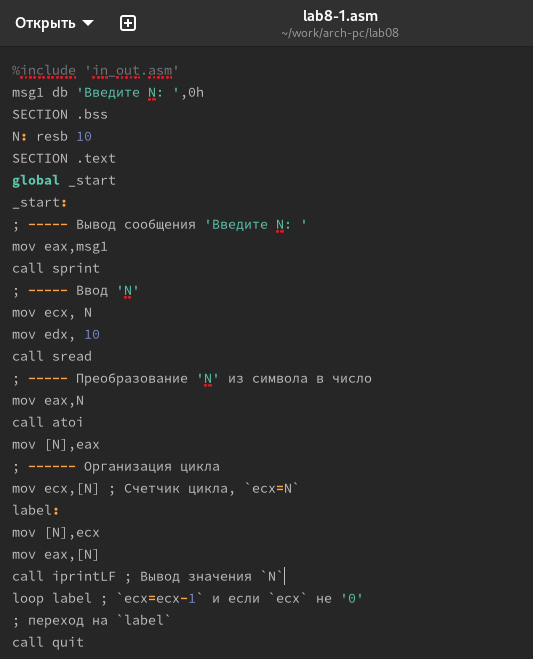 Открыть
lab8-1.asm
~/work/arch-pc/lab08
%include 'in_out.asm'
msg1 db 'Введите N: ',0h
SECTION .bss
N: resb 10
SECTION .text
global _start
_start:
; ----- Вывод сообщения 'Введите N: '
mov eax,msg1
call sprint
; ----- Ввод 'N'
mov ecx, N
mov edx, 10
call sread
; ----- Преобразование 'N' из символа в число
mov eax,N
call atoi
mov [N],eax
; ------ Организация цикла
mov ecx,[N] ; Счетчик цикла, `ecx=N`
label:
mov [N],ecx
mov eax,[N]
call iprintLF ; Вывод значения `N`
loop label ; `ecx=ecx-1` и если `ecx` не '0'
; переход на `label`
call quit